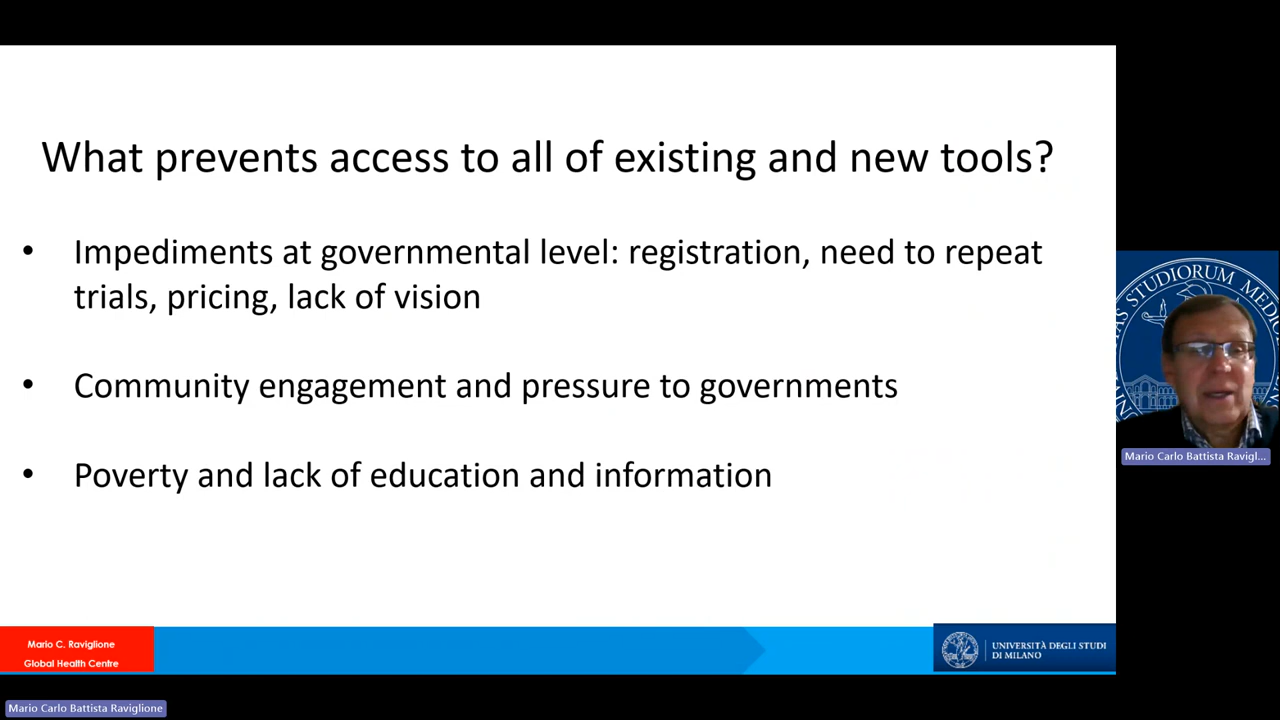 What prevents access to all of existing and new tools?
• Impediments at governmental level: registration, need to repeat
trials, pricing, lack of vision
• Community engagement and pressure to governments
• Poverty and lack of education and information
STUDIORUM
Mario Carlo Battista Ravigl...
Mario C. Raviglione
Global Health Centre
UNIVERSITÀ DEGLI STUDI
DI MILANO
Mario Carlo Battista Raviglione